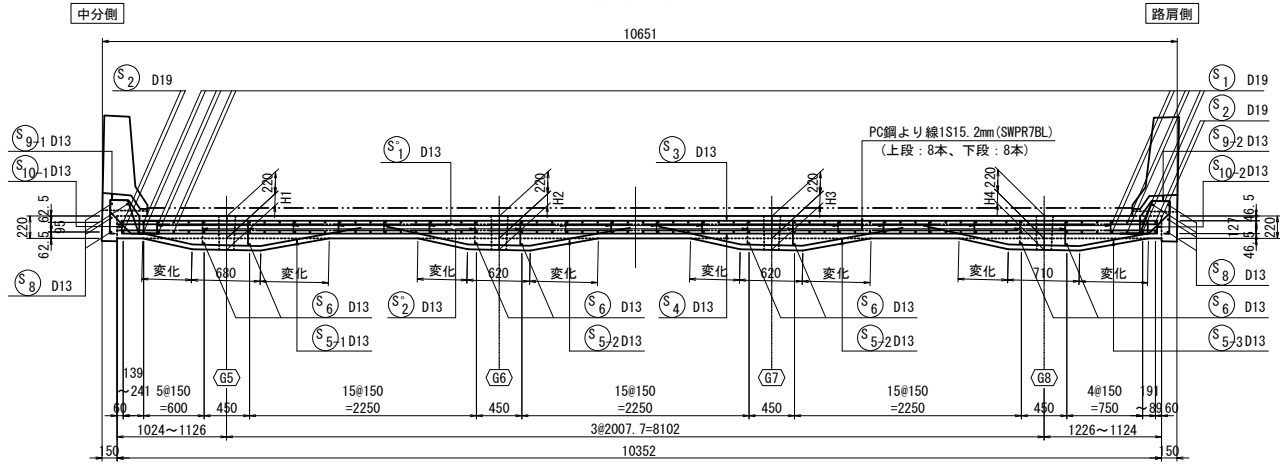 中分側
路肩側
10651
S2 D19
S1 D19
S2 D19
S9-1 D13
S10-1 D13
S°1 D13
S3 D13
PC鋼より線1S15.2mm(SWPR7BL)
(上段：8本、下段：8本)
S9-2 D13
S10-2 D13
220
H1
220
H2
220
H3
220
H4
220
62.5
95
62.5
46.5
127
46.5
220
変化
680
変化
変化
620
変化
変化
620
変化
変化
710
変化
S8 D13
S6 D13
S°2 D13
S6 D13
S4 D13
S6 D13
S8 D13
S6 D13
S5-1 D13
S5-2 D13
S5-2 D13
S5-3 D13
G5
G6
G7
G8
139
～241
60
5@150
=600
450
15@150
=2250
450
15@150
=2250
450
15@150
=2250
450
4@150
=750
191
～89
60
1024～1126
3@2007.7=8102
1226～1124
150
10352
150